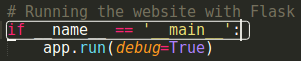 # Running the website with Flask
if __name__ == '__main__':
    app.run(debug=True)